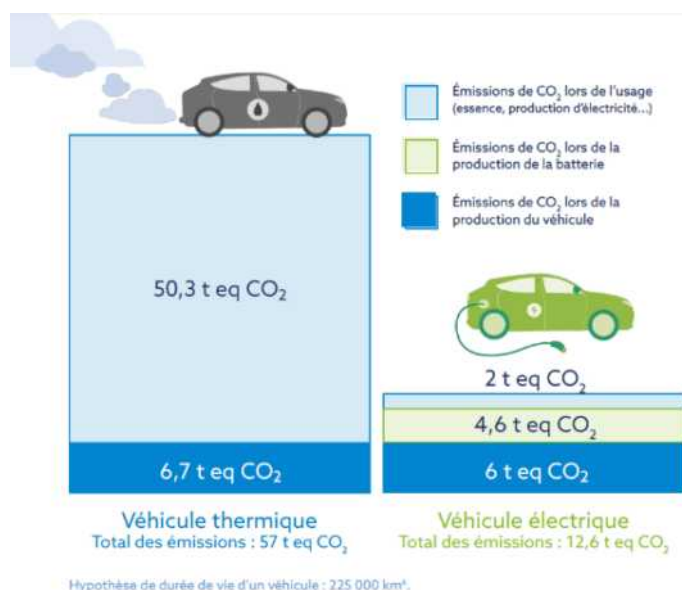 Émissions de CO₂ lors de l'usage
(essence, production d'électricité...)
Émissions de CO₂ lors de la
production de la batterie
Émissions de CO₂ lors de la
production du véhicule
50,3 t eq CO₂
6,7 t eq CO₂
2 t eq CO₂
4,6 t eq CO₂
6 t eq CO₂
Véhicule thermique
Total des émissions : 57 t eq CO₂
Véhicule électrique
Total des émissions : 12,6 t eq CO₂
Hypothèse de durée de vie d'un véhicule : 225 000